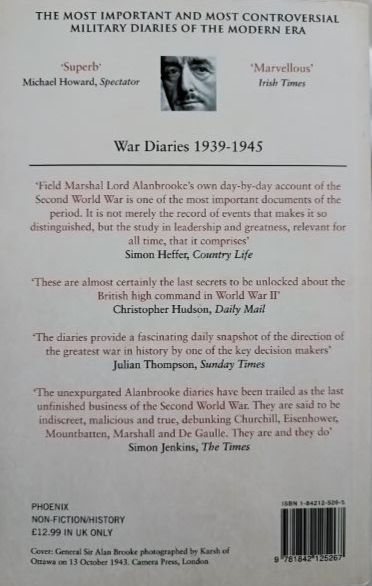 THE MOST IMPORTANT AND MOST CONTROVERSIAL
MILITARY DIARIES OF THE MODERN ERA
'Superb'
Michael Howard, Spectator
'Marvellous'
Irish Times
War Diaries 1939-1945
'Field Marshal Lord Alanbrooke's own day-by-day account of the
Second World War is one of the most important documents of the
period. It is not merely the record of events that makes it so
distinguished, but the study in leadership and greatness, relevant for
all time, that it comprises'
Simon Heffer, Country Life
'These are almost certainly the last secrets to be unlocked about the
British high command in World War II'
Christopher Hudson, Daily Mail
'The diaries provide a fascinating daily snapshot of the direction of
the greatest war in history by one of the key decision makers'
Julian Thompson, Sunday Times
'The unexpurgated Alanbrooke diaries have been trailed as the last
unfinished business of the Second World War. They are said to be
indiscreet, malicious and true, debunking Churchill, Eisenhower,
Mountbatten, Marshall and De Gaulle. They are and they do'
Simon Jenkins, The Times
PHOENIX
NON-FICTION/HISTORY
£12.99 IN UK ONLY
Cover: General Sir Alan Brooke photographed by Karsh of
Ottawa on 13 October 1943. Camera Press, London
ISBN 1-84212-526-5
9 781842 125267